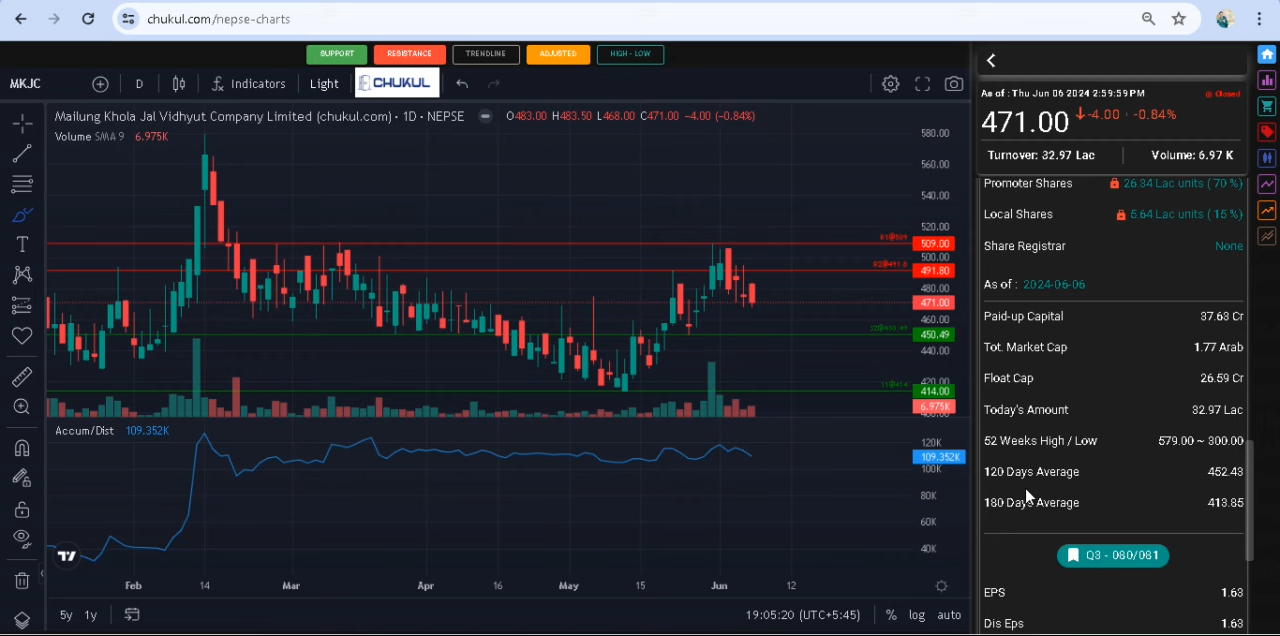 chukul.com/nepse-charts
SUPPORT RESISTANCE TRENDLINE ADJUSTED HIGH - LOW
MKJC D Indicators Light CHUKUL
Mailung Khola Jal Vidhyut Company Limited (chukul.com) · 1D · NEPSE O483.00 H483.50 L468.00 C471.00 −4.00 (−0.84%)
Volume SMA 9 6.975K
580.00
560.00
540.00
520.00
R1@509 509.00
500.00
R2@491.8 491.80
480.00
471.00
460.00
450.49
440.00
420.00
414.00
6.975K
400.00
Accum/Dist 109.352K
120K
109.352K
100K
80K
60K
40K
Feb 14 Mar Apr 16 May 15 Jun 12
5y 1y 19:05:20 (UTC+5:45) % log auto
As of : Thu Jun 06 2024 2:59:59 PM Closed
471.00 -4.00 · -0.84%
Turnover: 32.97 Lac Volume: 6.97 K
Promoter Shares 26.34 Lac units ( 70 %)
Local Shares 5.64 Lac units ( 15 %)
Share Registrar None
As of : 2024-06-06
Paid-up Capital 37.63 Cr
Tot. Market Cap 1.77 Arab
Float Cap 26.59 Cr
Today's Amount 32.97 Lac
52 Weeks High / Low 579.00 ~ 300.00
120 Days Average 452.43
180 Days Average 413.85
Q3 - 080/081
EPS 1.63
Dis Eps 1.63